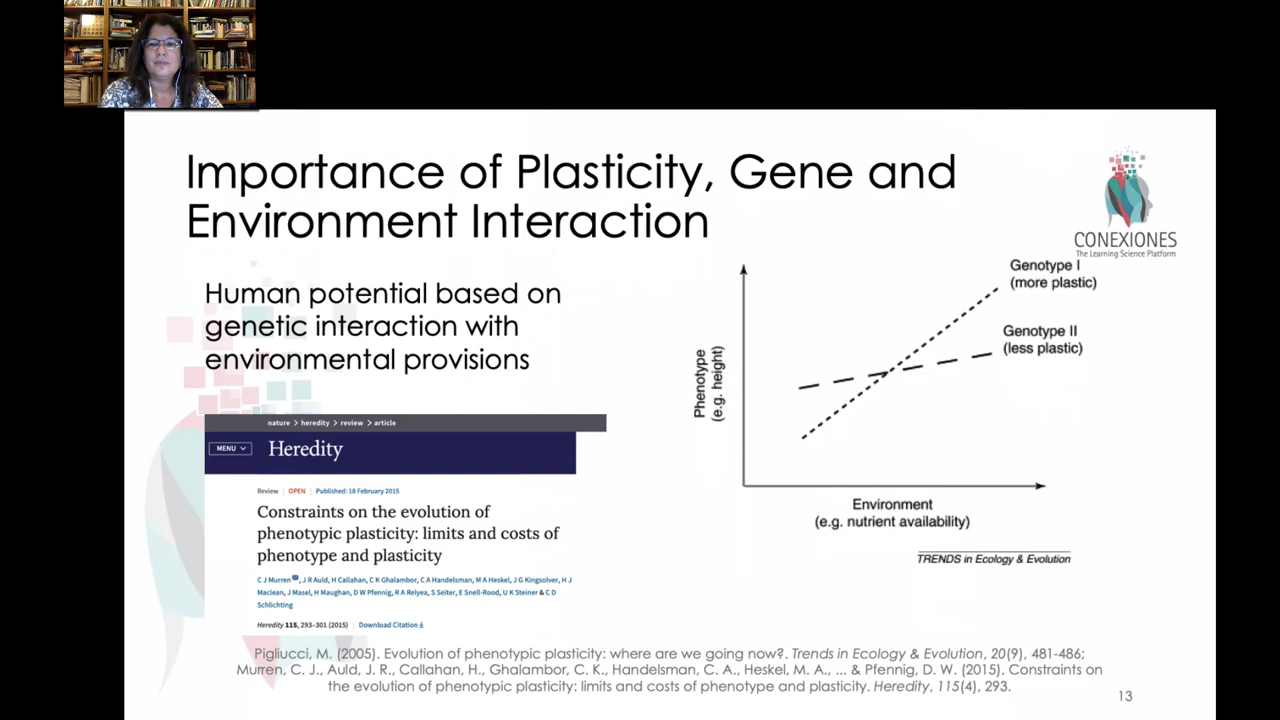 Importance of Plasticity, Gene and
Environment Interaction
CONEXIONES
The Learning Science Platform
Human potential based on
genetic interaction with
environmental provisions
nature > heredity > review > article
MENU
Heredity
Review | OPEN | Published: 18 February 2015
Constraints on the evolution of
phenotypic plasticity: limits and costs of
phenotype and plasticity
C J Murren, J R Auld, H Callahan, C K Ghalambor, C A Handelsman, M A Heskel, J G Kingsolver, H J
Maclean, J Masel, H Maughan, D W Pfennig, R A Relyea, S Seiter, E Snell-Rood, U K Steiner & C D
Schlichting
Heredity 115, 293–301 (2015) | Download Citation
Genotype I
(more plastic)
Genotype II
(less plastic)
Phenotype
(e.g. height)
Environment
(e.g. nutrient availability)
TRENDS in Ecology & Evolution
Pigliucci, M. (2005). Evolution of phenotypic plasticity: where are we going now?. Trends in Ecology & Evolution, 20(9), 481-486;
Murren, C. J., Auld, J. R., Callahan, H., Ghalambor, C. K., Handelsman, C. A., Heskel, M. A., ... & Pfennig, D. W. (2015). Constraints on
the evolution of phenotypic plasticity: limits and costs of phenotype and plasticity. Heredity, 115(4), 293.
13